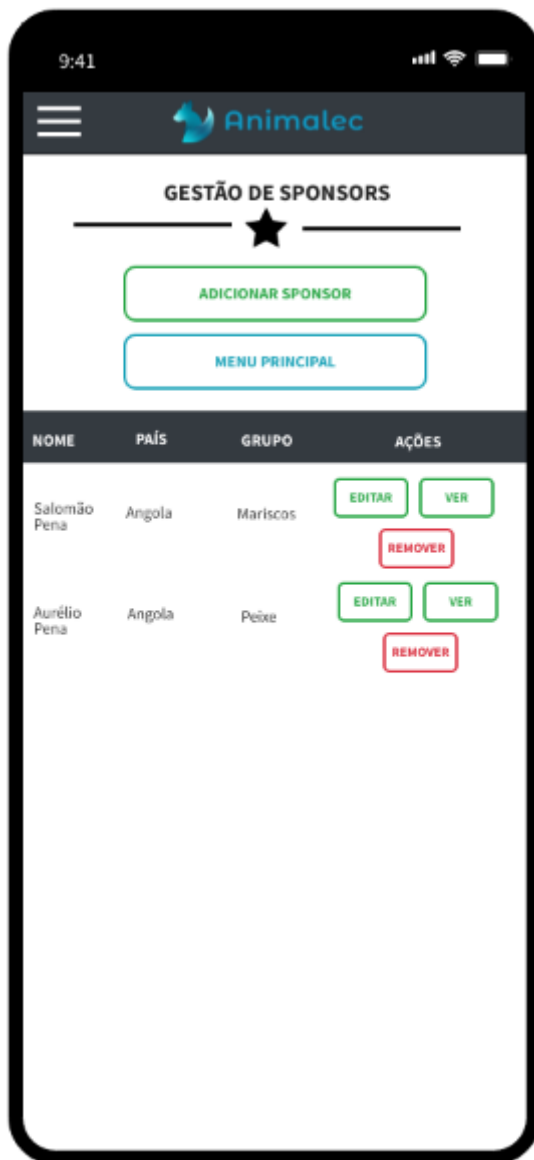 9:41
Animalec
GESTÃO DE SPONSORS
ADICIONAR SPONSOR
MENU PRINCIPAL
NOME PAÍS GRUPO AÇÕES
Salomão Pena Angola Mariscos EDITAR VER
REMOVER
Aurélio Pena Angola Peixe EDITAR VER
REMOVER